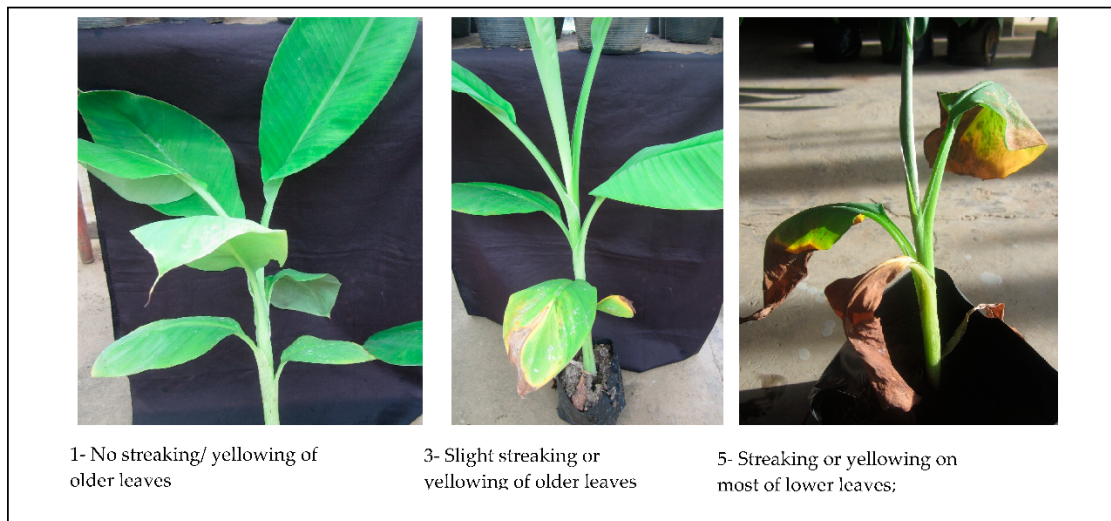 1- No streaking/ yellowing of
older leaves
3- Slight streaking or
yellowing of older leaves
5- Streaking or yellowing on
most of lower leaves;